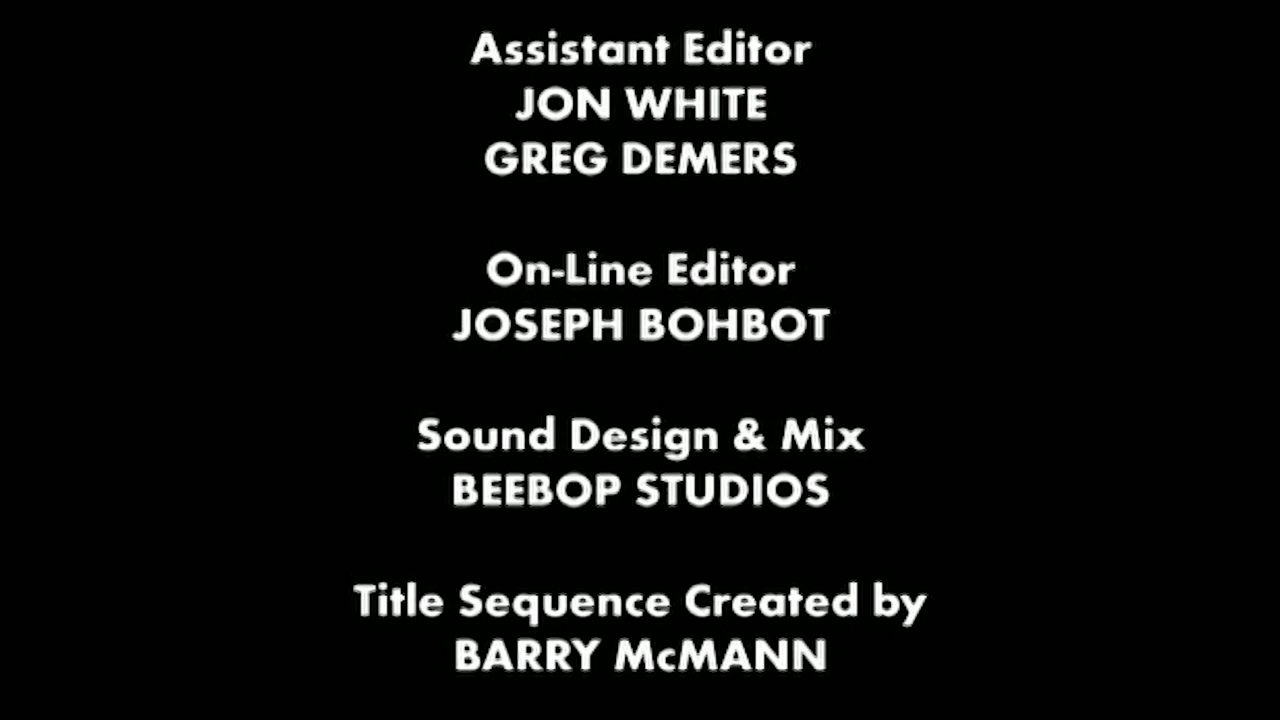 Assistant Editor
JON WHITE
GREG DEMERS
On-Line Editor
JOSEPH BOHBOT
Sound Design & Mix
BEEBOP STUDIOS
Title Sequence Created by
BARRY McMANN